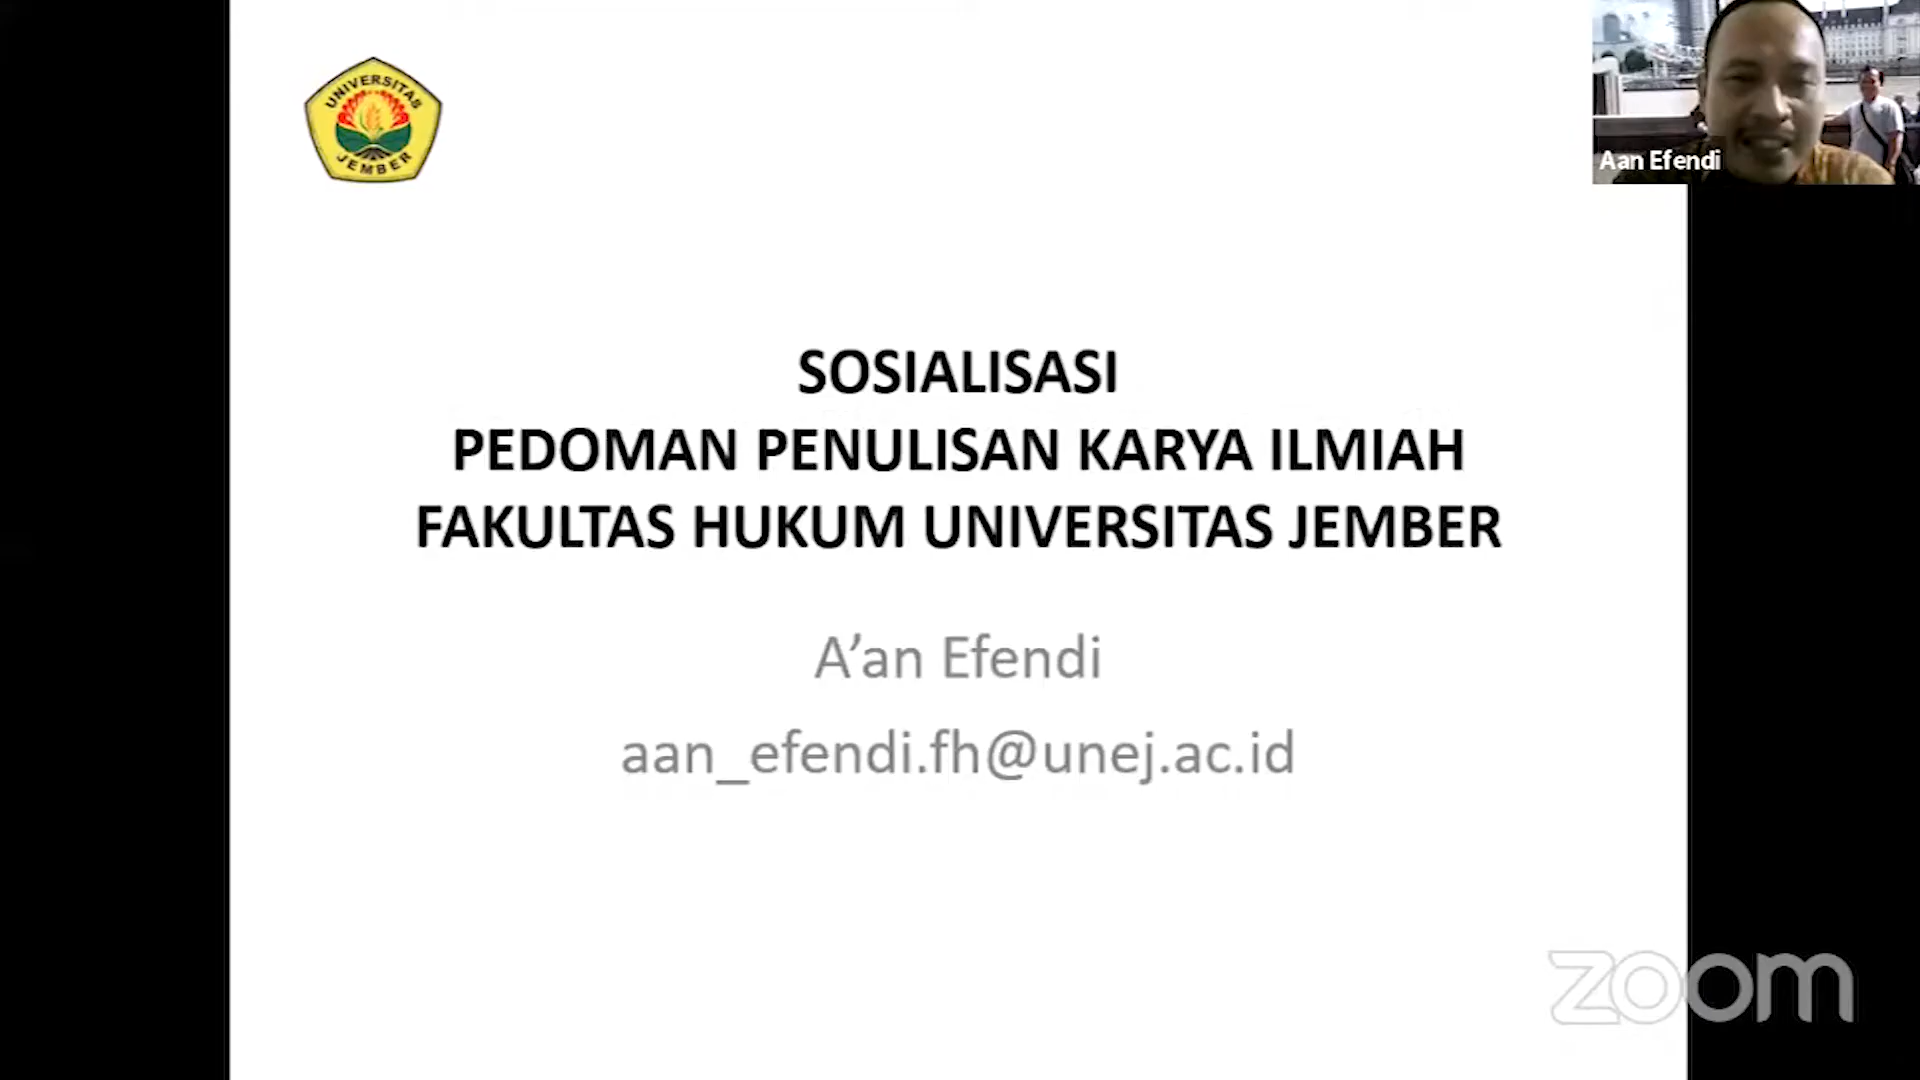 UNIVERSITAS
JEMBER
Aan Efendi
SOSIALISASI
PEDOMAN PENULISAN KARYA ILMIAH
FAKULTAS HUKUM UNIVERSITAS JEMBER
A’an Efendi
aan_efendi.fh@unej.ac.id
zoom